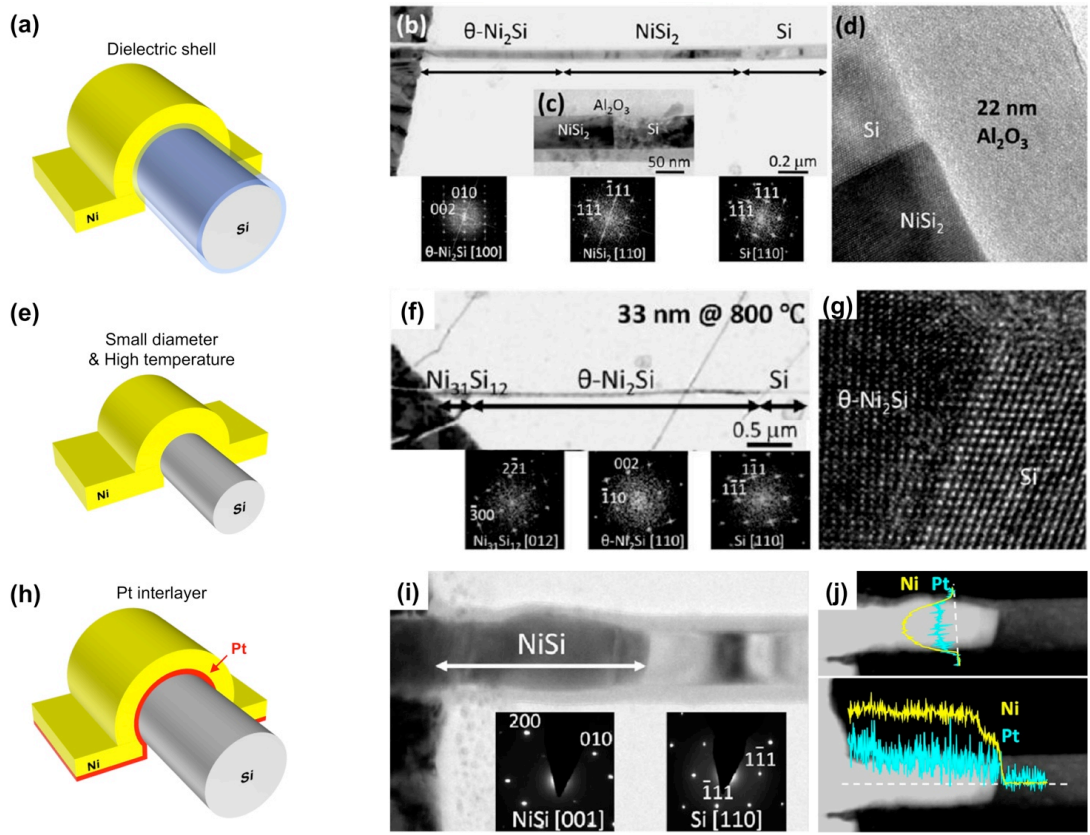 (a)
Dielectric shell
Ni
Si
(b)
θ-Ni₂Si
NiSi₂
Si
(c)
Al₂O₃
NiSi₂
Si
50 nm
0.2 μm
010
002
θ-Ni₂Si [100]
1̄11
11̄1
NiSi₂ [110]
1̄11
11̄1̄
Si [110]
(d)
22 nm
Al₂O₃
Si
NiSi₂
(e)
Small diameter
& High temperature
Ni
Si
(f)
33 nm @ 800 ℃
Ni₃₁Si₁₂
θ-Ni₂Si
Si
0.5 μm
22̄1
3̄00
Ni₃₁Si₁₂ [012]
002
1̄10
θ-Ni₂Si [110]
11̄1
11̄1̄
Si [110]
(g)
θ-Ni₂Si
Si
(h)
Pt interlayer
Pt
Ni
Si
(i)
NiSi
200
010
NiSi [001]
11̄1
1̄11
Si [110]
(j)
Ni
Pt
Ni
Pt